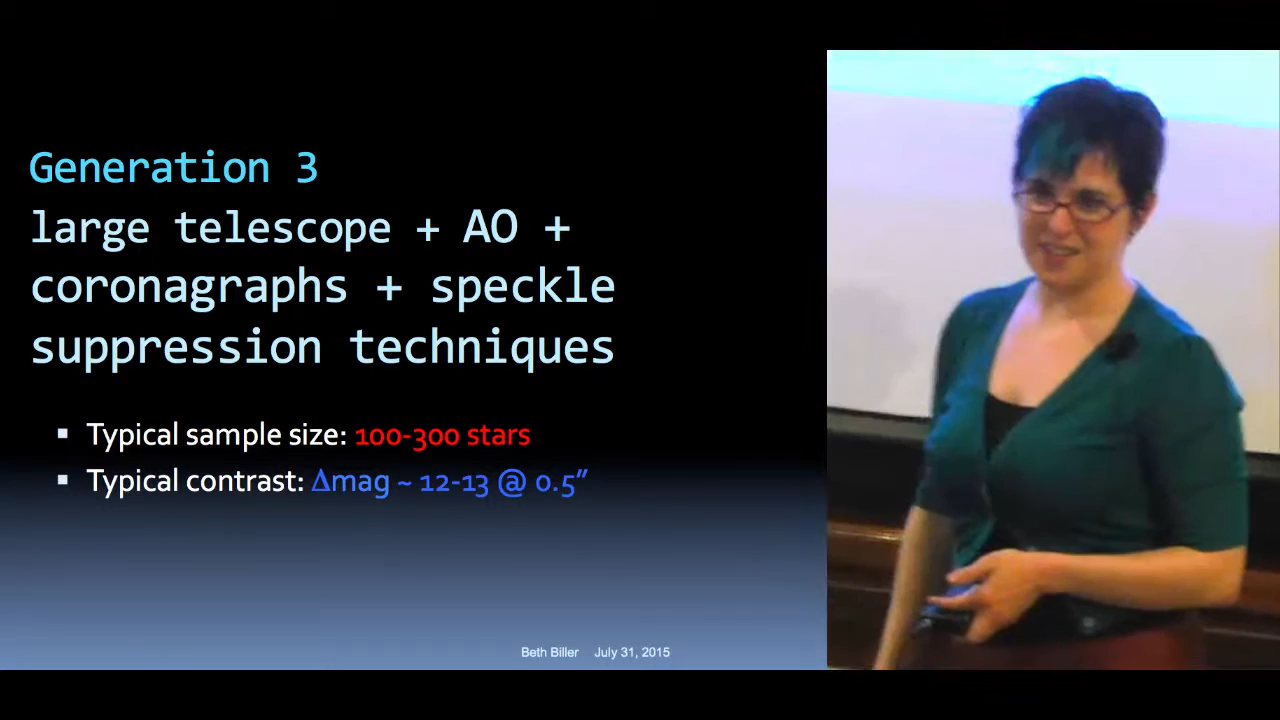 Generation 3
large telescope + AO +
coronagraphs + speckle
suppression techniques
▪ Typical sample size: 100-300 stars
▪ Typical contrast: Δmag ~ 12-13 @ 0.5”
Beth Biller July 31, 2015